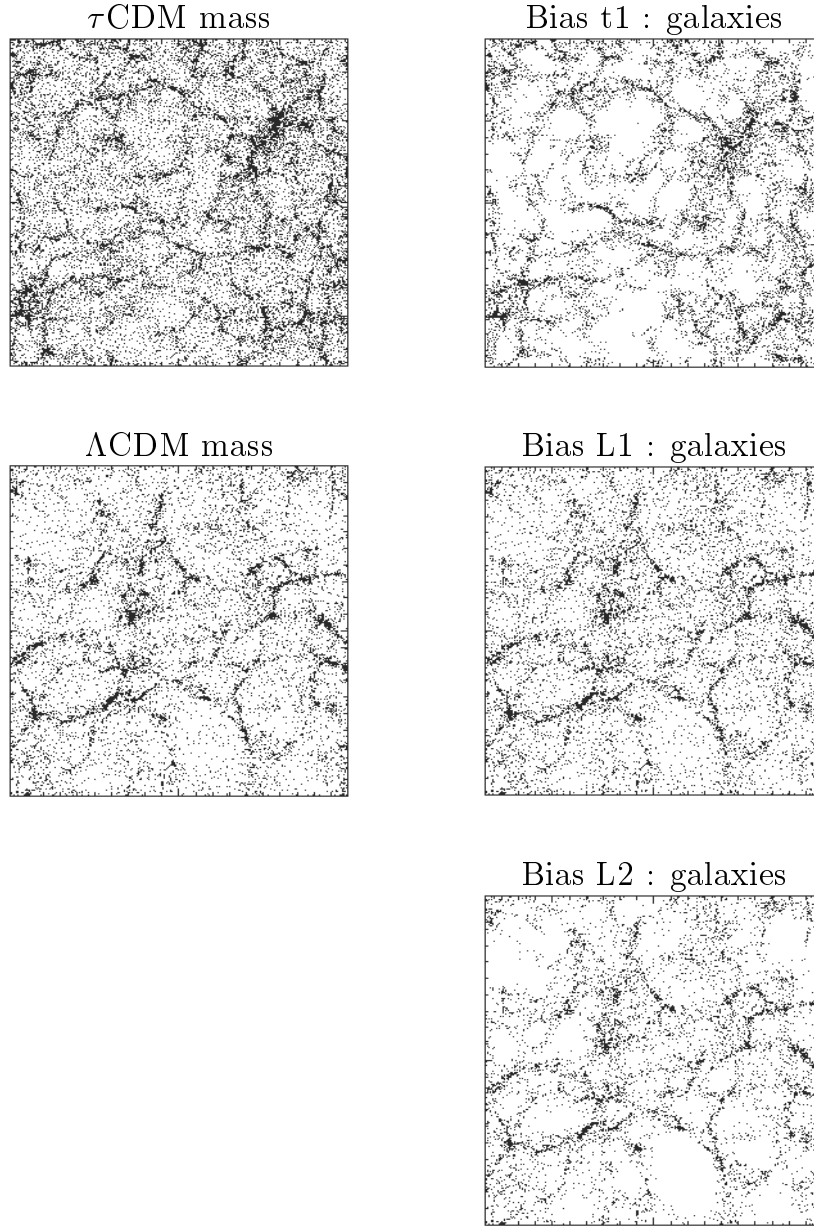 τCDM mass
Bias t1 : galaxies
ΛCDM mass
Bias L1 : galaxies
Bias L2 : galaxies